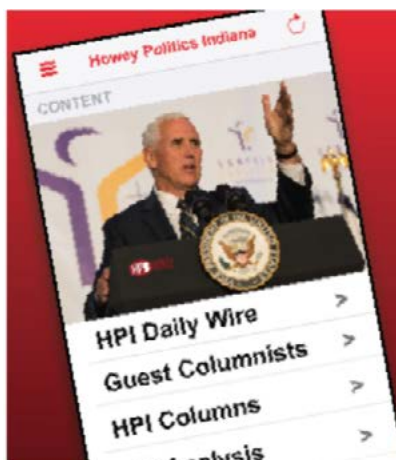 Howey Politics Indiana
CONTENT
HPI Daily Wire
Guest Columnists
HPI Columns